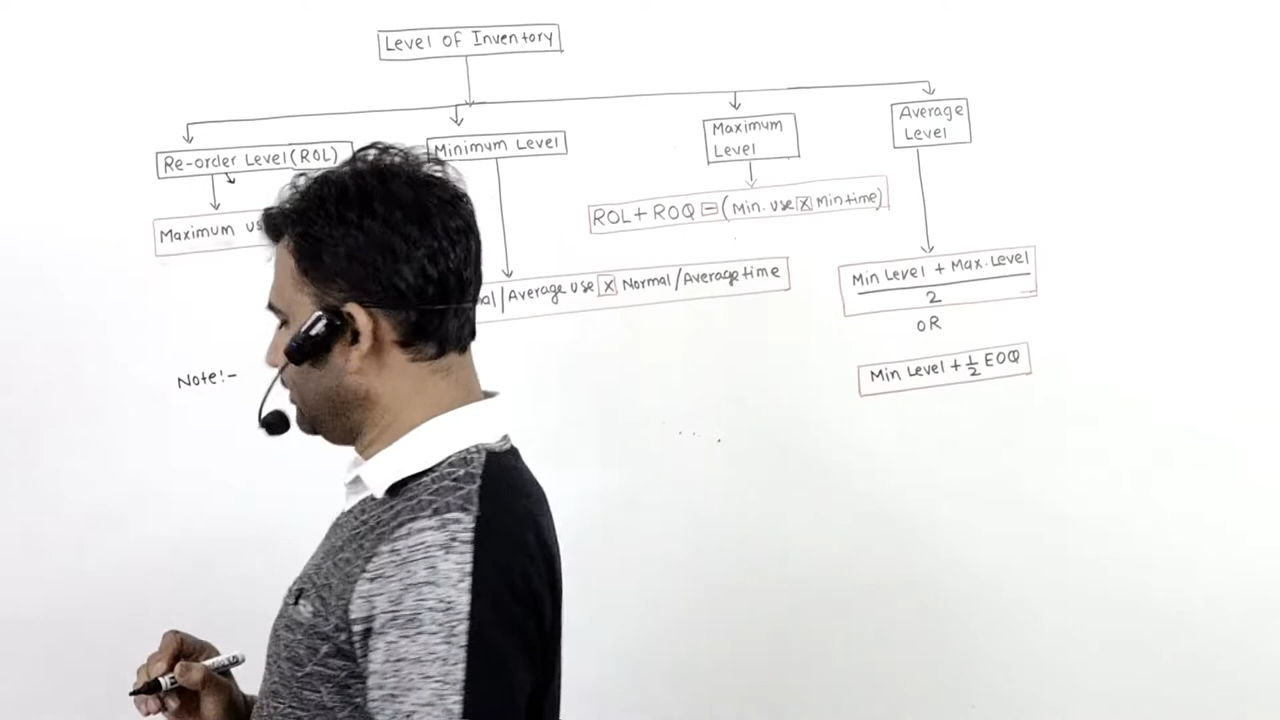 Level of Inventory
Re-order Level (ROL)
Minimum Level
Maximum
Level
Average
Level
Maximum us
ROL + ROQ - (Min. use x Min time)
al/Average use x Normal/Average time
Min Level + Max. Level
2
OR
Min Level + 1/2 EOQ
Note:-